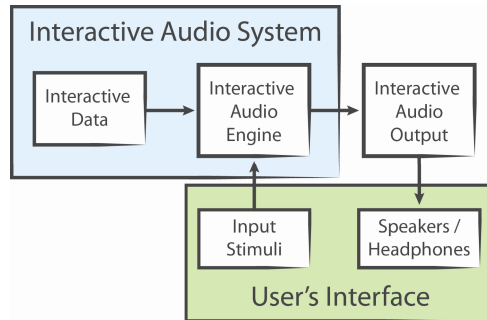 Interactive Audio System
Interactive
Data
Interactive
Audio
Engine
Interactive
Audio
Output
Input
Stimuli
Speakers /
Headphones
User's Interface